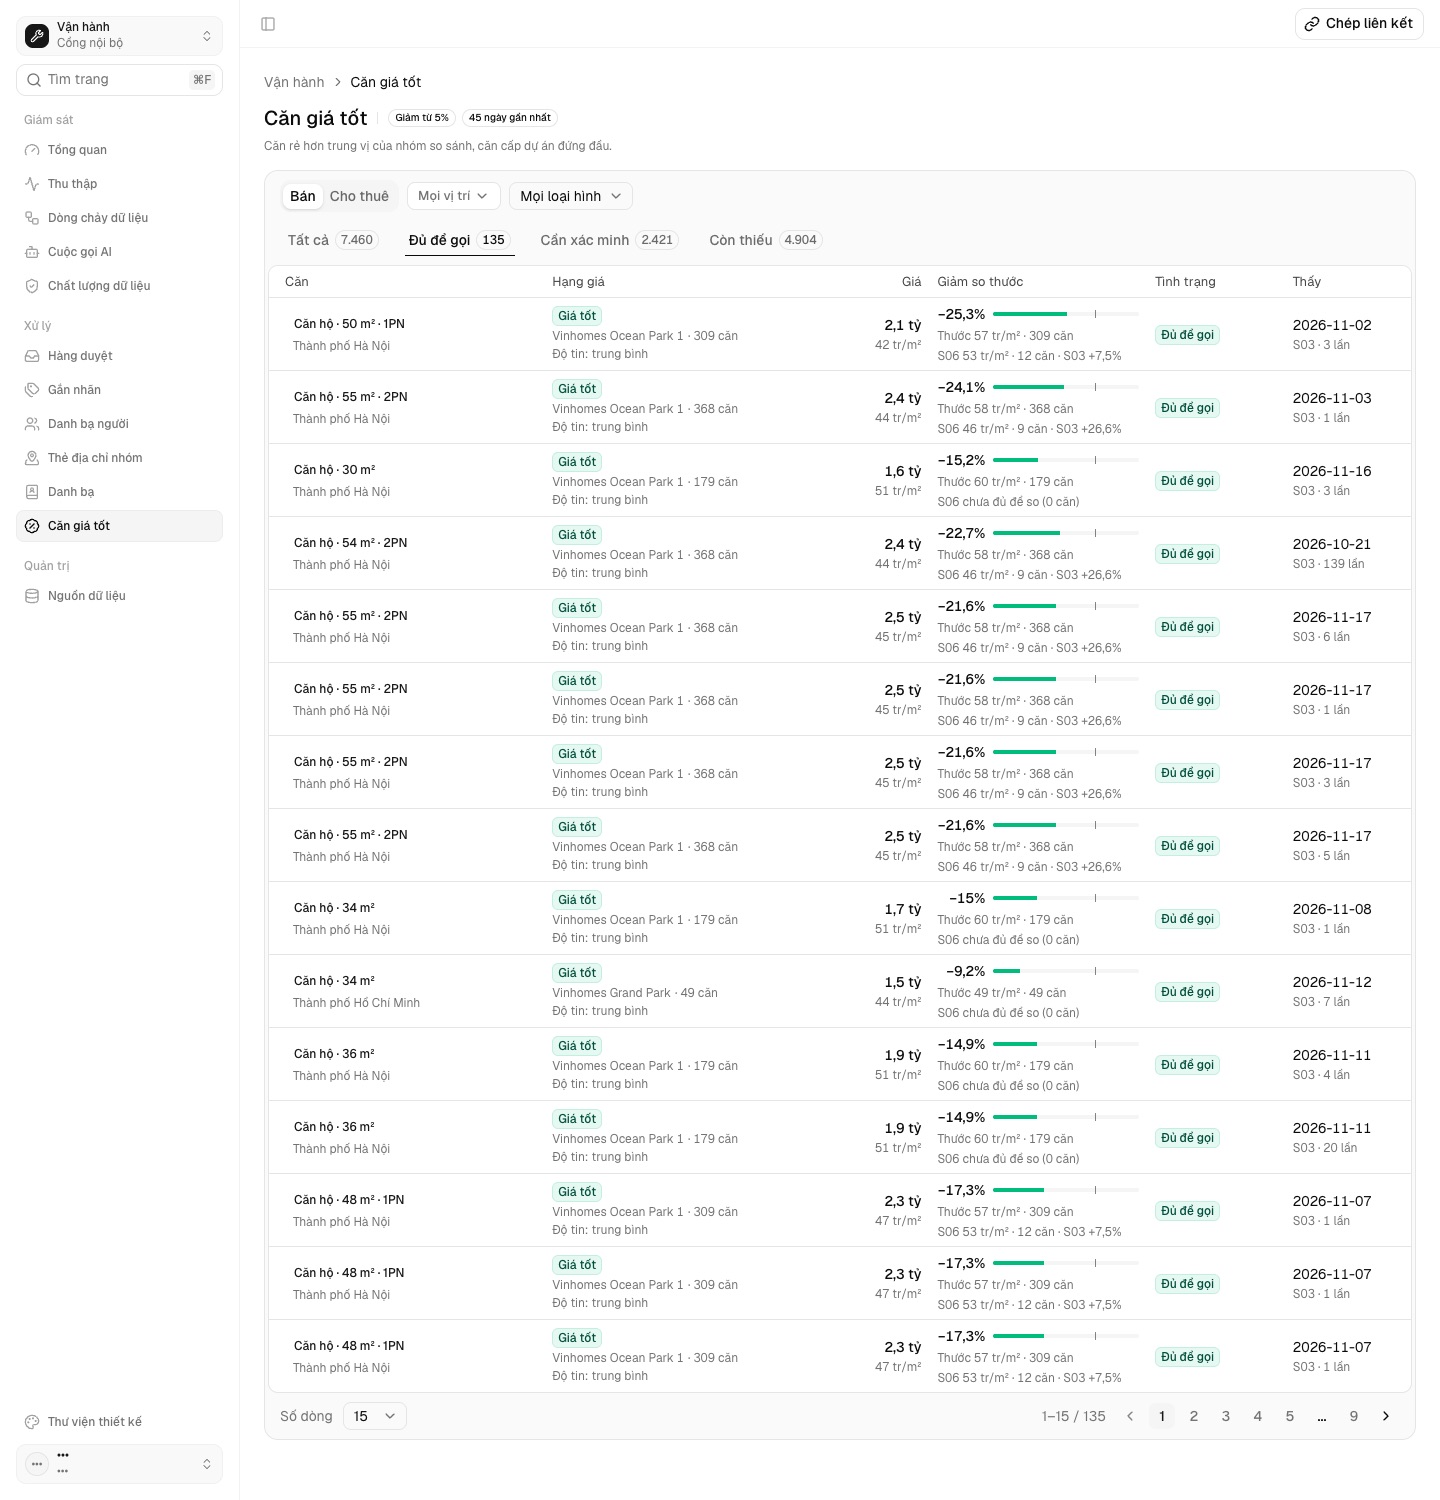 Vận hành
Cổng nội bộ
Tìm trang ⌘F
Giám sát
Tổng quan
Thu thập
Dòng chảy dữ liệu
Cuộc gọi AI
Chất lượng dữ liệu
Xử lý
Hàng duyệt
Gắn nhãn
Danh bạ người
Thẻ địa chỉ nhóm
Danh bạ
Căn giá tốt
Quản trị
Nguồn dữ liệu
Thư viện thiết kế
•••
•••
•••
Chép liên kết
Vận hành > Căn giá tốt
Căn giá tốt Giảm từ 5% 45 ngày gần nhất
Căn rẻ hơn trung vị của nhóm so sánh, căn cấp dự án đứng đầu.
Bán Cho thuê Mọi vị trí Mọi loại hình
Tất cả 7.460 Đủ để gọi 135 Cần xác minh 2.421 Còn thiếu 4.904
Căn Hạng giá Giá Giảm so thước Tình trạng Thấy
Căn hộ · 50 m² · 1PN
Thành phố Hà Nội
Giá tốt
Vinhomes Ocean Park 1 · 309 căn
Độ tin: trung bình
2,1 tỷ
42 tr/m²
−25,3%
Thước 57 tr/m² · 309 căn
S06 53 tr/m² · 12 căn · S03 +7,5%
Đủ để gọi
2026-11-02
S03 · 3 lần
Căn hộ · 55 m² · 2PN
Thành phố Hà Nội
Giá tốt
Vinhomes Ocean Park 1 · 368 căn
Độ tin: trung bình
2,4 tỷ
44 tr/m²
−24,1%
Thước 58 tr/m² · 368 căn
S06 46 tr/m² · 9 căn · S03 +26,6%
Đủ để gọi
2026-11-03
S03 · 1 lần
Căn hộ · 30 m²
Thành phố Hà Nội
Giá tốt
Vinhomes Ocean Park 1 · 179 căn
Độ tin: trung bình
1,6 tỷ
51 tr/m²
−15,2%
Thước 60 tr/m² · 179 căn
S06 chưa đủ để so (0 căn)
Đủ để gọi
2026-11-16
S03 · 3 lần
Căn hộ · 54 m² · 2PN
Thành phố Hà Nội
Giá tốt
Vinhomes Ocean Park 1 · 368 căn
Độ tin: trung bình
2,4 tỷ
44 tr/m²
−22,7%
Thước 58 tr/m² · 368 căn
S06 46 tr/m² · 9 căn · S03 +26,6%
Đủ để gọi
2026-10-21
S03 · 139 lần
Căn hộ · 55 m² · 2PN
Thành phố Hà Nội
Giá tốt
Vinhomes Ocean Park 1 · 368 căn
Độ tin: trung bình
2,5 tỷ
45 tr/m²
−21,6%
Thước 58 tr/m² · 368 căn
S06 46 tr/m² · 9 căn · S03 +26,6%
Đủ để gọi
2026-11-17
S03 · 6 lần
Căn hộ · 55 m² · 2PN
Thành phố Hà Nội
Giá tốt
Vinhomes Ocean Park 1 · 368 căn
Độ tin: trung bình
2,5 tỷ
45 tr/m²
−21,6%
Thước 58 tr/m² · 368 căn
S06 46 tr/m² · 9 căn · S03 +26,6%
Đủ để gọi
2026-11-17
S03 · 1 lần
Căn hộ · 55 m² · 2PN
Thành phố Hà Nội
Giá tốt
Vinhomes Ocean Park 1 · 368 căn
Độ tin: trung bình
2,5 tỷ
45 tr/m²
−21,6%
Thước 58 tr/m² · 368 căn
S06 46 tr/m² · 9 căn · S03 +26,6%
Đủ để gọi
2026-11-17
S03 · 3 lần
Căn hộ · 55 m² · 2PN
Thành phố Hà Nội
Giá tốt
Vinhomes Ocean Park 1 · 368 căn
Độ tin: trung bình
2,5 tỷ
45 tr/m²
−21,6%
Thước 58 tr/m² · 368 căn
S06 46 tr/m² · 9 căn · S03 +26,6%
Đủ để gọi
2026-11-17
S03 · 5 lần
Căn hộ · 34 m²
Thành phố Hà Nội
Giá tốt
Vinhomes Ocean Park 1 · 179 căn
Độ tin: trung bình
1,7 tỷ
51 tr/m²
−15%
Thước 60 tr/m² · 179 căn
S06 chưa đủ để so (0 căn)
Đủ để gọi
2026-11-08
S03 · 1 lần
Căn hộ · 34 m²
Thành phố Hồ Chí Minh
Giá tốt
Vinhomes Grand Park · 49 căn
Độ tin: trung bình
1,5 tỷ
44 tr/m²
−9,2%
Thước 49 tr/m² · 49 căn
S06 chưa đủ để so (0 căn)
Đủ để gọi
2026-11-12
S03 · 7 lần
Căn hộ · 36 m²
Thành phố Hà Nội
Giá tốt
Vinhomes Ocean Park 1 · 179 căn
Độ tin: trung bình
1,9 tỷ
51 tr/m²
−14,9%
Thước 60 tr/m² · 179 căn
S06 chưa đủ để so (0 căn)
Đủ để gọi
2026-11-11
S03 · 4 lần
Căn hộ · 36 m²
Thành phố Hà Nội
Giá tốt
Vinhomes Ocean Park 1 · 179 căn
Độ tin: trung bình
1,9 tỷ
51 tr/m²
−14,9%
Thước 60 tr/m² · 179 căn
S06 chưa đủ để so (0 căn)
Đủ để gọi
2026-11-11
S03 · 20 lần
Căn hộ · 48 m² · 1PN
Thành phố Hà Nội
Giá tốt
Vinhomes Ocean Park 1 · 309 căn
Độ tin: trung bình
2,3 tỷ
47 tr/m²
−17,3%
Thước 57 tr/m² · 309 căn
S06 53 tr/m² · 12 căn · S03 +7,5%
Đủ để gọi
2026-11-07
S03 · 1 lần
Căn hộ · 48 m² · 1PN
Thành phố Hà Nội
Giá tốt
Vinhomes Ocean Park 1 · 309 căn
Độ tin: trung bình
2,3 tỷ
47 tr/m²
−17,3%
Thước 57 tr/m² · 309 căn
S06 53 tr/m² · 12 căn · S03 +7,5%
Đủ để gọi
2026-11-07
S03 · 1 lần
Căn hộ · 48 m² · 1PN
Thành phố Hà Nội
Giá tốt
Vinhomes Ocean Park 1 · 309 căn
Độ tin: trung bình
2,3 tỷ
47 tr/m²
−17,3%
Thước 57 tr/m² · 309 căn
S06 53 tr/m² · 12 căn · S03 +7,5%
Đủ để gọi
2026-11-07
S03 · 1 lần
Số dòng 15 1–15 / 135 1 2 3 4 5 ... 9